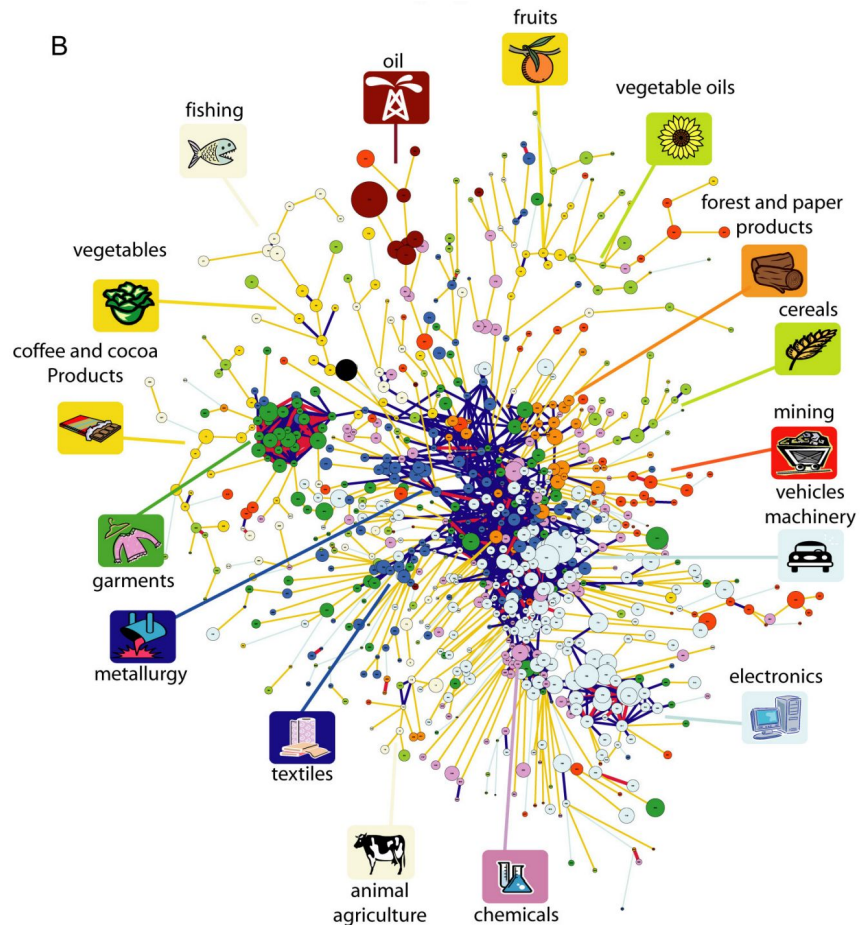 B
fruits
oil
vegetable oils
fishing
forest and paper
products
vegetables
cereals
coffee and cocoa
Products
mining
vehicles
machinery
garments
metallurgy
electronics
textiles
animal
agriculture
chemicals